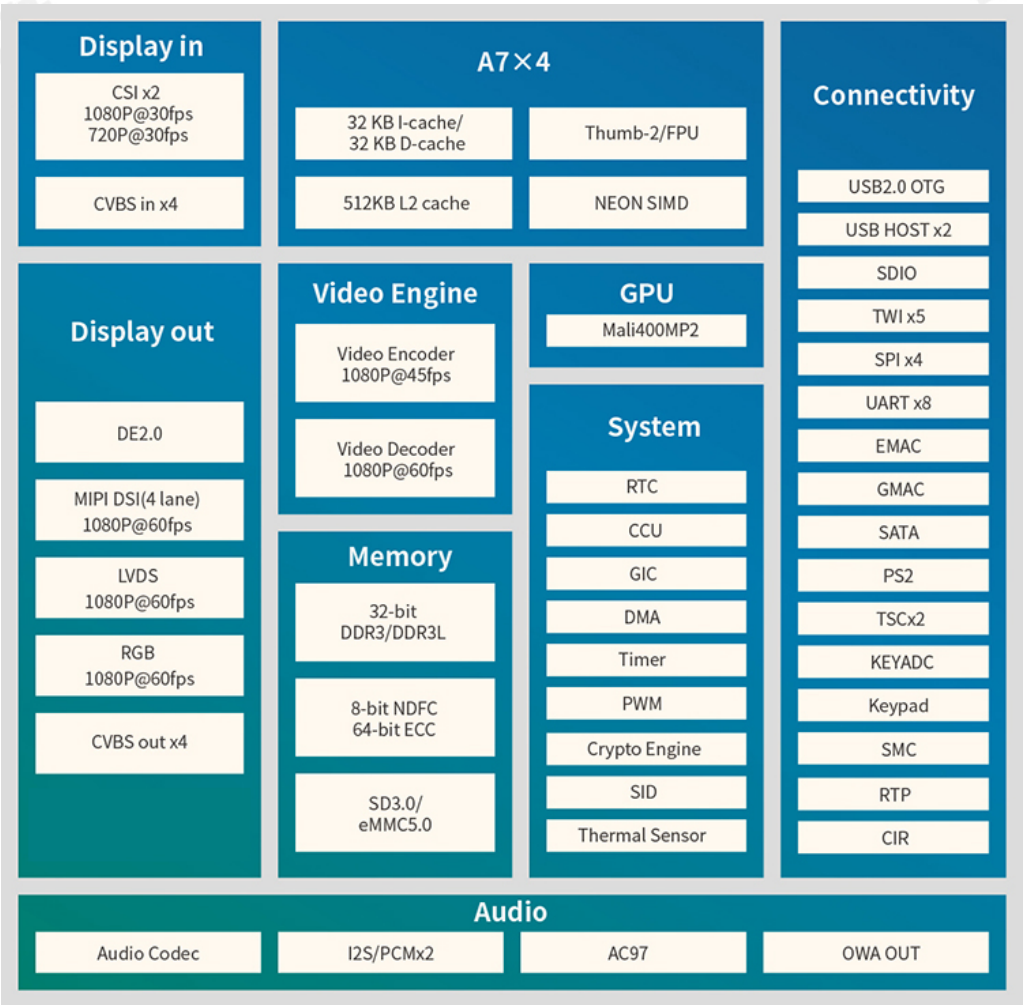 Display in
CSI x2
1080P@30fps
720P@30fps
CVBS in x4
A7×4
32 KB I-cache/
32 KB D-cache
Thumb-2/FPU
512KB L2 cache
NEON SIMD
Connectivity
USB2.0 OTG
USB HOST x2
SDIO
TWI x5
SPI x4
UART x8
EMAC
GMAC
SATA
PS2
TSCx2
KEYADC
Keypad
SMC
RTP
CIR
Display out
DE2.0
MIPI DSI(4 lane)
1080P@60fps
LVDS
1080P@60fps
RGB
1080P@60fps
CVBS out x4
Video Engine
Video Encoder
1080P@45fps
Video Decoder
1080P@60fps
GPU
Mali400MP2
Memory
32-bit
DDR3/DDR3L
8-bit NDFC
64-bit ECC
SD3.0/
eMMC5.0
System
RTC
CCU
GIC
DMA
Timer
PWM
Crypto Engine
SID
Thermal Sensor
Audio
Audio Codec
I2S/PCMx2
AC97
OWA OUT